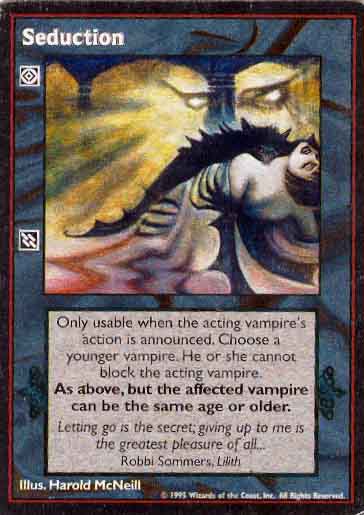 Seduction
Only usable when the acting vampire's
action is announced. Choose a
younger vampire. He or she cannot
block the acting vampire.
As above, but the affected vampire
can be the same age or older.
Letting go is the secret; giving up to me is
the greatest pleasure of all...
Robbi Sommers, Lilith
Illus. Harold McNeill
© 1995 Wizards of the Coast, Inc. All Rights Reserved.